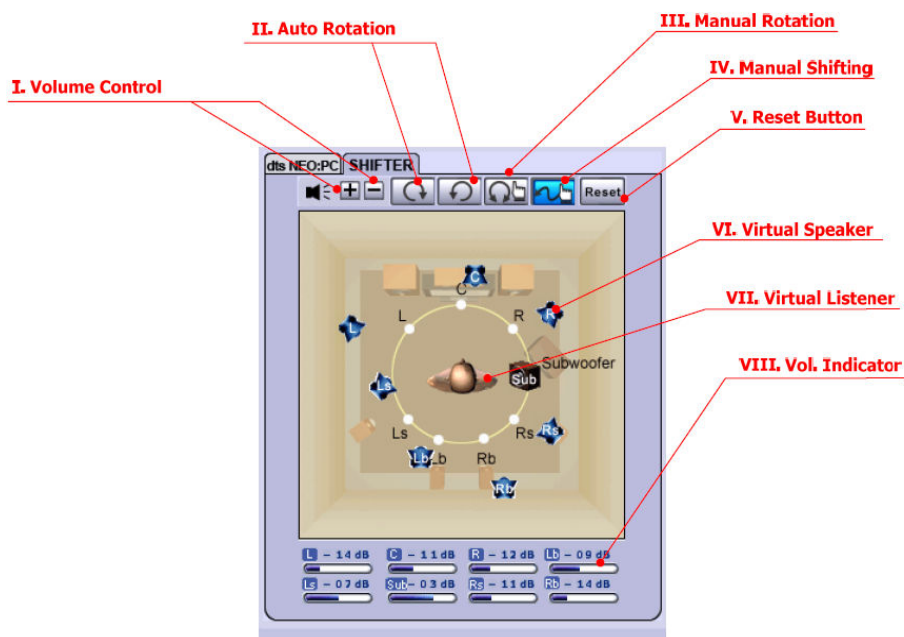 III. Manual Rotation
II. Auto Rotation
IV. Manual Shifting
I. Volume Control
V. Reset Button
dts NEO:PC SHIFTER
+ − Reset
VI. Virtual Speaker
C
C
L R R
L
VII. Virtual Listener
Subwoofer
Sub
Ls
VIII. Vol. Indicator
Ls Rs Rs
Lb Lb Rb
Rb
L - 14 dB C - 11 dB R - 12 dB Lb - 09 dB
Ls - 07 dB Sub - 03 dB Rs - 11 dB Rb - 14 dB